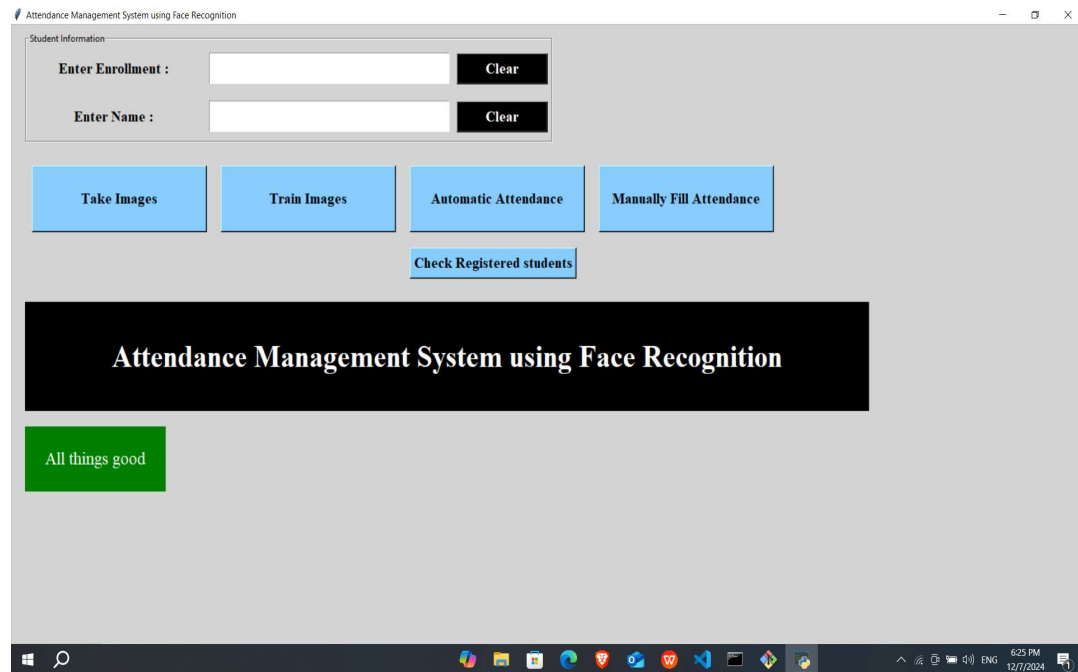 Attendance Management System using Face Recognition
Student Information
Enter Enrollment :
Clear
Enter Name :
Clear
Take Images
Train Images
Automatic Attendance
Manually Fill Attendance
Check Registered students
Attendance Management System using Face Recognition
All things good
ENG
6:25 PM
12/7/2024